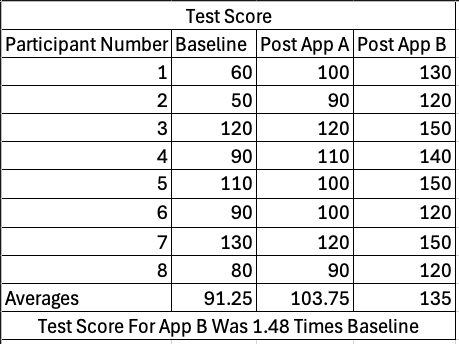 Test Score
Participant Number Baseline Post App A Post App B
1 60 100 130
2 50 90 120
3 120 120 150
4 90 110 140
5 110 100 150
6 90 100 120
7 130 120 150
8 80 90 120
Averages 91.25 103.75 135
Test Score For App B Was 1.48 Times Baseline